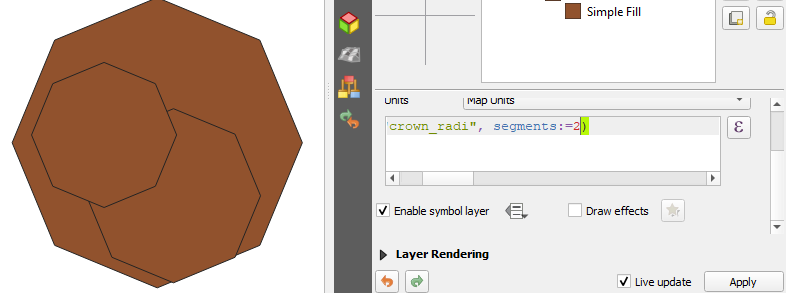 Simple Fill
Units
Map Units
"crown_radi", segments:=2)
ε
Enable symbol layer
Draw effects
Layer Rendering
Live update
Apply